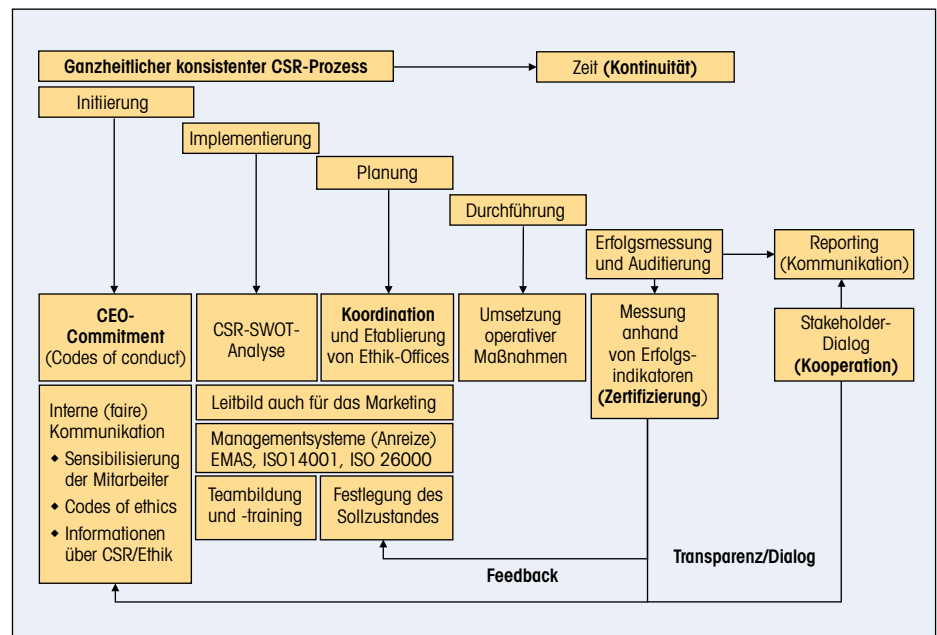 Ganzheitlicher konsistenter CSR-Prozess
Zeit (Kontinuität)
Initiierung
Implementierung
Planung
Durchführung
Erfolgsmessung
und Auditierung
Reporting
(Kommunikation)
CEO-
Commitment
(Codes of conduct)
CSR-SWOT-
Analyse
Koordination
und Etablierung
von Ethik-Offices
Umsetzung
operativer
Maßnahmen
Messung
anhand
von Erfolgs-
indikatoren
(Zertifizierung)
Stakeholder-
Dialog
(Kooperation)
Interne (faire)
Kommunikation
◆ Sensibilisierung
der Mitarbeiter
◆ Codes of ethics
◆ Informationen
über CSR/Ethik
Leitbild auch für das Marketing
Managementsysteme (Anreize)
EMAS, ISO14001, ISO 26000
Teambildung
und -training
Festlegung des
Sollzustandes
Feedback
Transparenz/Dialog